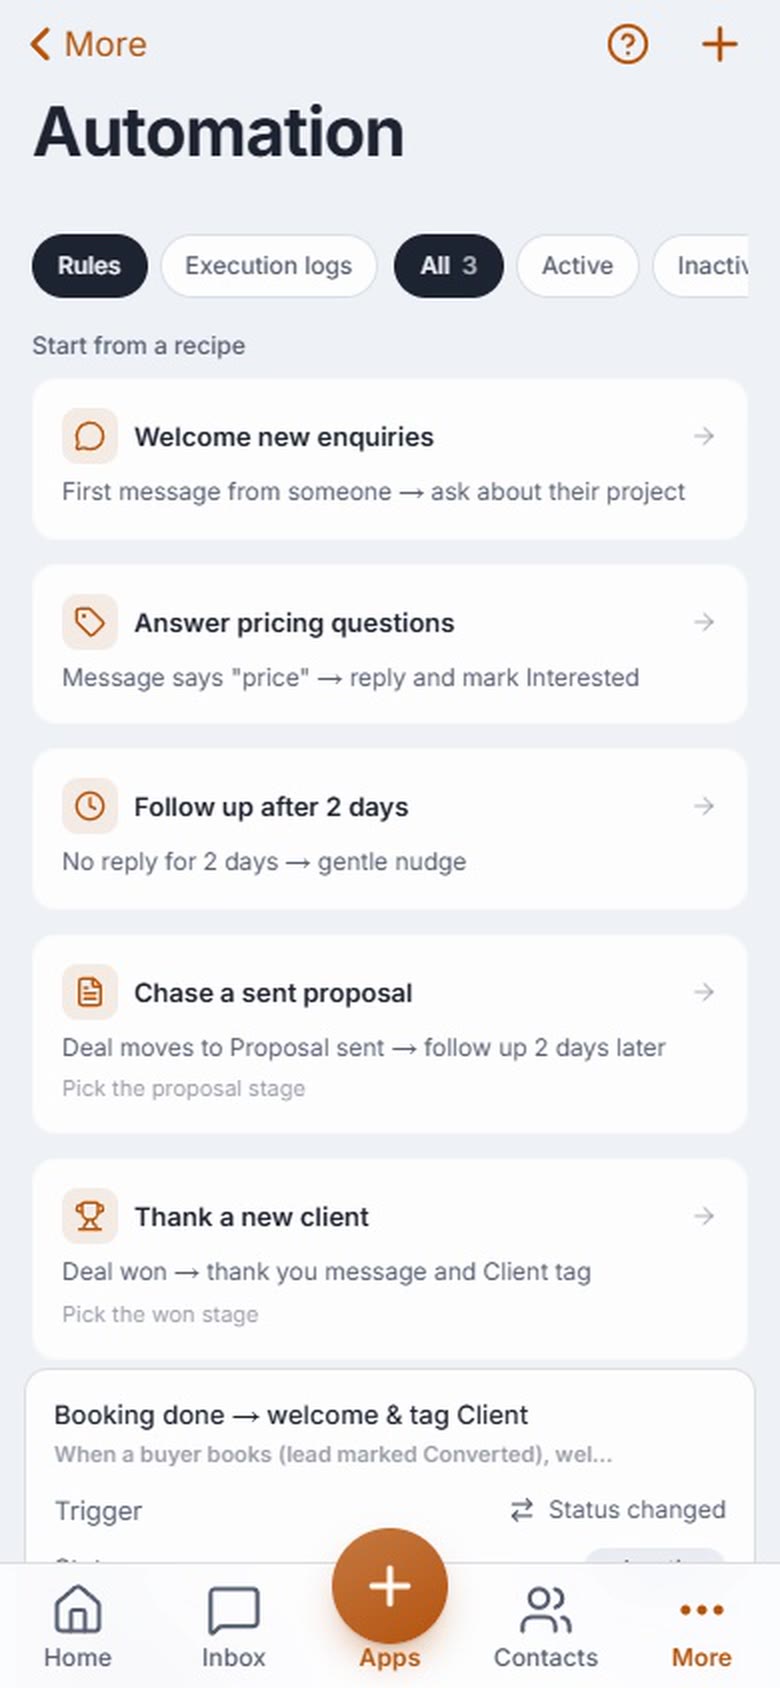 More
Automation
Rules
Execution logs
All 3
Active
Start from a recipe
Welcome new enquiries
First message from someone → ask about their project
Answer pricing questions
Message says "price" → reply and mark Interested
Follow up after 2 days
No reply for 2 days → gentle nudge
Chase a sent proposal
Deal moves to Proposal sent → follow up 2 days later
Pick the proposal stage
Thank a new client
Deal won → thank you message and Client tag
Pick the won stage
Booking done → welcome & tag Client
When a buyer books (lead marked Converted), wel...
Trigger
Status changed
Home
Inbox
Apps
Contacts
More